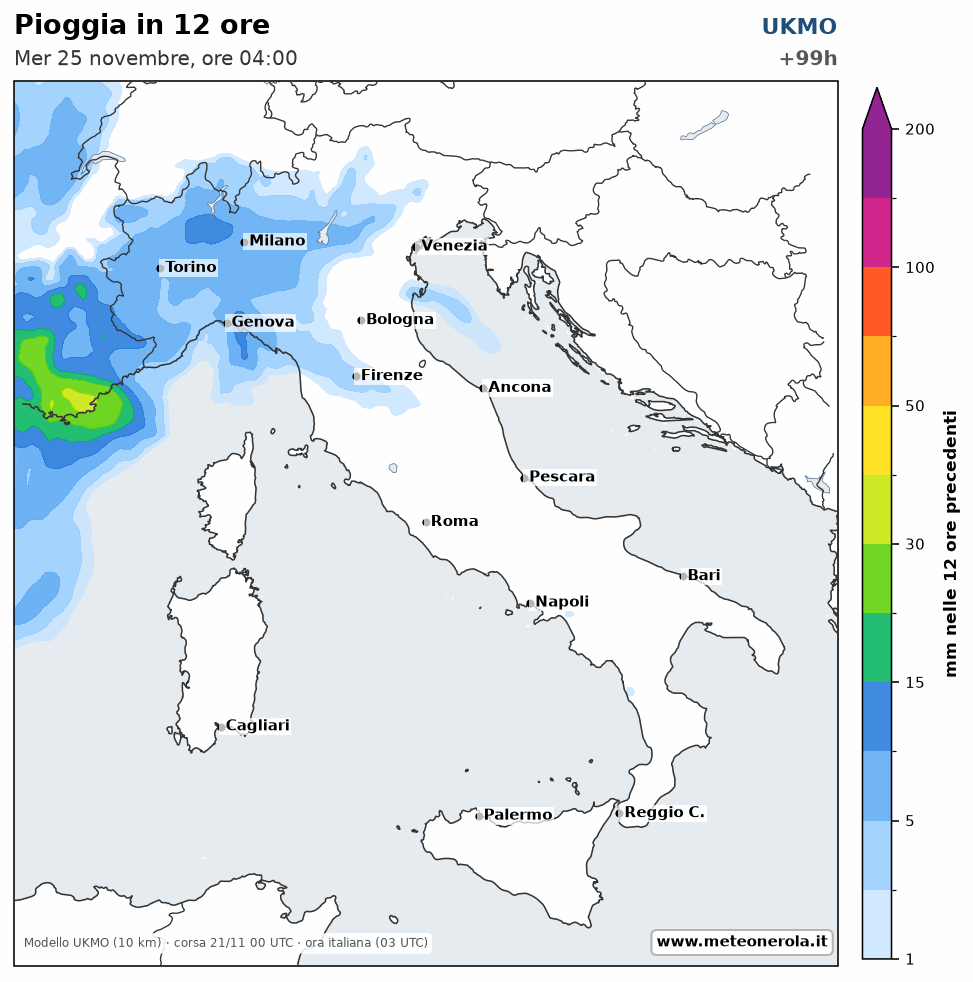 Pioggia in 12 ore
UKMO
Mer 25 novembre, ore 04:00
+99h
Milano
Venezia
Torino
Genova
Bologna
Firenze
Ancona
Pescara
Roma
Bari
Napoli
Cagliari
Palermo
Reggio C.
200
100
50
30
15
5
1
mm nelle 12 ore precedenti
Modello UKMO (10 km) · corsa 21/11 00 UTC · ora italiana (03 UTC)
www.meteonerola.it